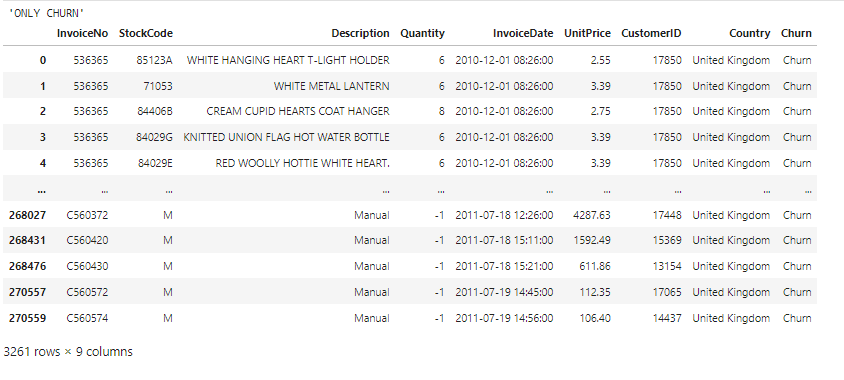 'ONLY CHURN'
InvoiceNo StockCode Description Quantity InvoiceDate UnitPrice CustomerID Country Churn
0 536365 85123A WHITE HANGING HEART T-LIGHT HOLDER 6 2010-12-01 08:26:00 2.55 17850 United Kingdom Churn
1 536365 71053 WHITE METAL LANTERN 6 2010-12-01 08:26:00 3.39 17850 United Kingdom Churn
2 536365 84406B CREAM CUPID HEARTS COAT HANGER 8 2010-12-01 08:26:00 2.75 17850 United Kingdom Churn
3 536365 84029G KNITTED UNION FLAG HOT WATER BOTTLE 6 2010-12-01 08:26:00 3.39 17850 United Kingdom Churn
4 536365 84029E RED WOOLLY HOTTIE WHITE HEART. 6 2010-12-01 08:26:00 3.39 17850 United Kingdom Churn
... ... ... ... ... ... ... ... ... ...
268027 C560372 M Manual -1 2011-07-18 12:26:00 4287.63 17448 United Kingdom Churn
268431 C560420 M Manual -1 2011-07-18 15:11:00 1592.49 15369 United Kingdom Churn
268476 C560430 M Manual -1 2011-07-18 15:21:00 611.86 13154 United Kingdom Churn
270557 C560572 M Manual -1 2011-07-19 14:45:00 112.35 17065 United Kingdom Churn
270559 C560574 M Manual -1 2011-07-19 14:56:00 106.40 14437 United Kingdom Churn
3261 rows × 9 columns